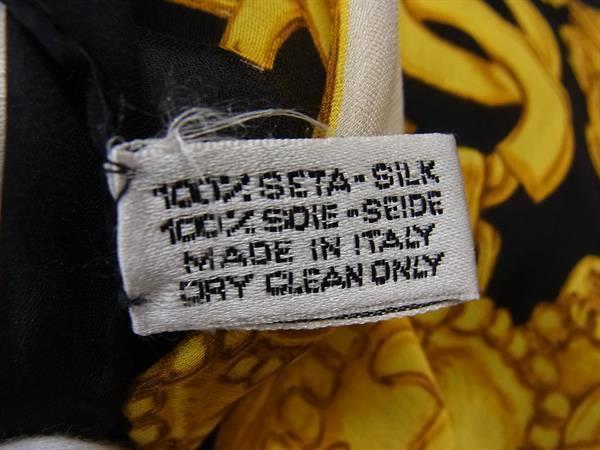 100% SETA - SILK
100% SOIE - SEIDE
MADE IN ITALY
DRY CLEAN ONLY